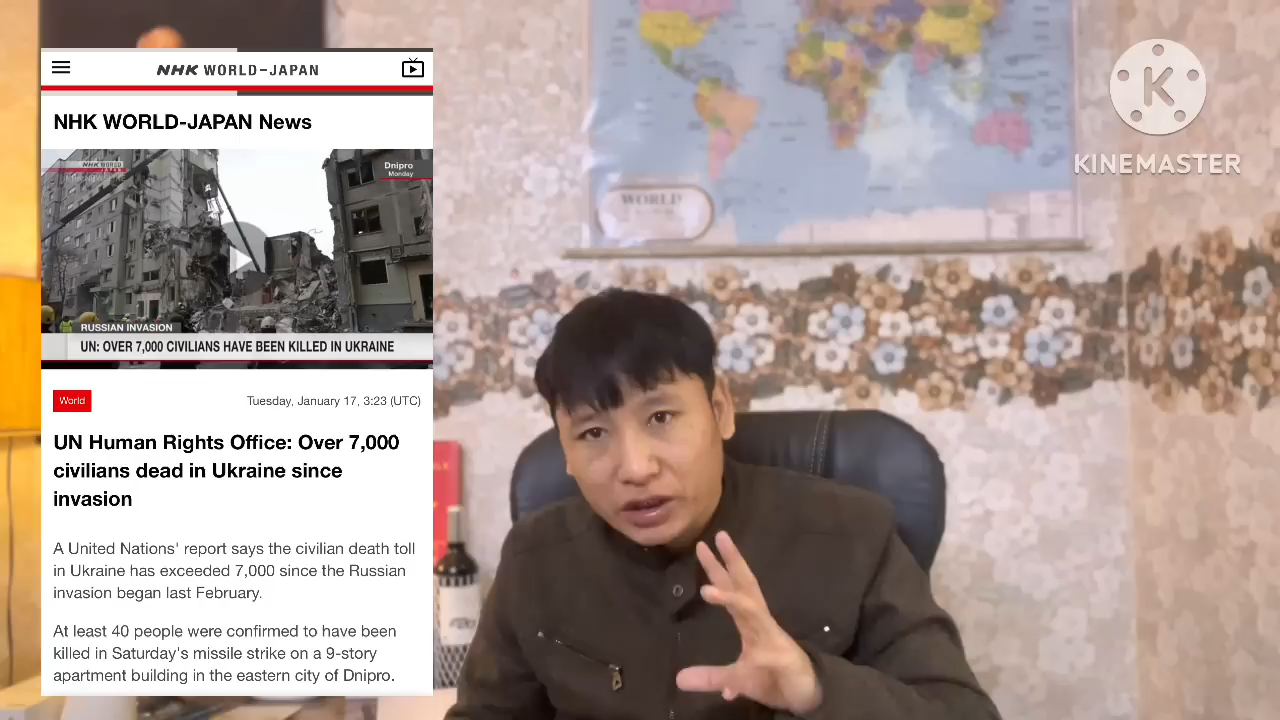 NHK WORLD-JAPAN
NHK WORLD-JAPAN News
NHK WORLD
Dnipro
Monday
RUSSIAN INVASION
UN: OVER 7,000 CIVILIANS HAVE BEEN KILLED IN UKRAINE
World
Tuesday, January 17, 3:23 (UTC)
UN Human Rights Office: Over 7,000
civilians dead in Ukraine since
invasion
A United Nations' report says the civilian death toll
in Ukraine has exceeded 7,000 since the Russian
invasion began last February.
At least 40 people were confirmed to have been
killed in Saturday's missile strike on a 9-story
apartment building in the eastern city of Dnipro.
WORLD
K
KINEMASTER